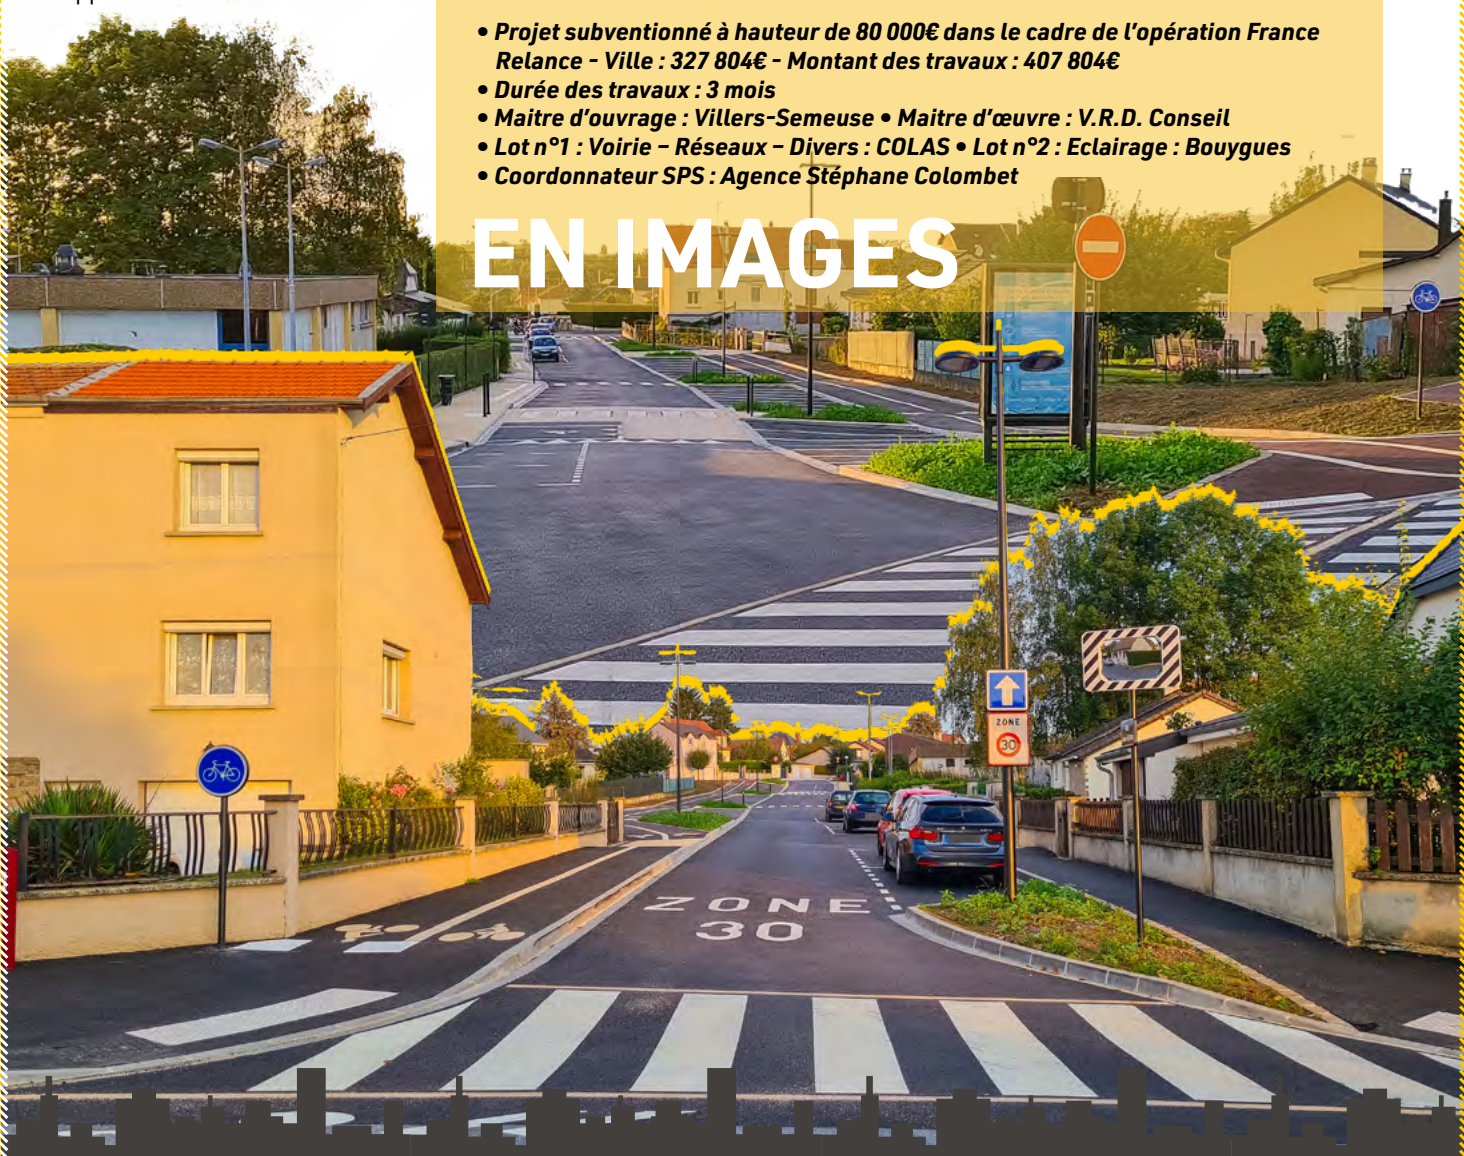 • Projet subventionné à hauteur de 80 000€ dans le cadre de l'opération France
Relance - Ville : 327 804€ - Montant des travaux : 407 804€
• Durée des travaux : 3 mois
• Maitre d'ouvrage : Villers-Semeuse • Maitre d'œuvre : V.R.D. Conseil
• Lot n°1 : Voirie – Réseaux – Divers : COLAS • Lot n°2 : Eclairage : Bouygues
• Coordonnateur SPS : Agence Stéphane Colombet
EN IMAGES
ZONE
30
ZONE
30